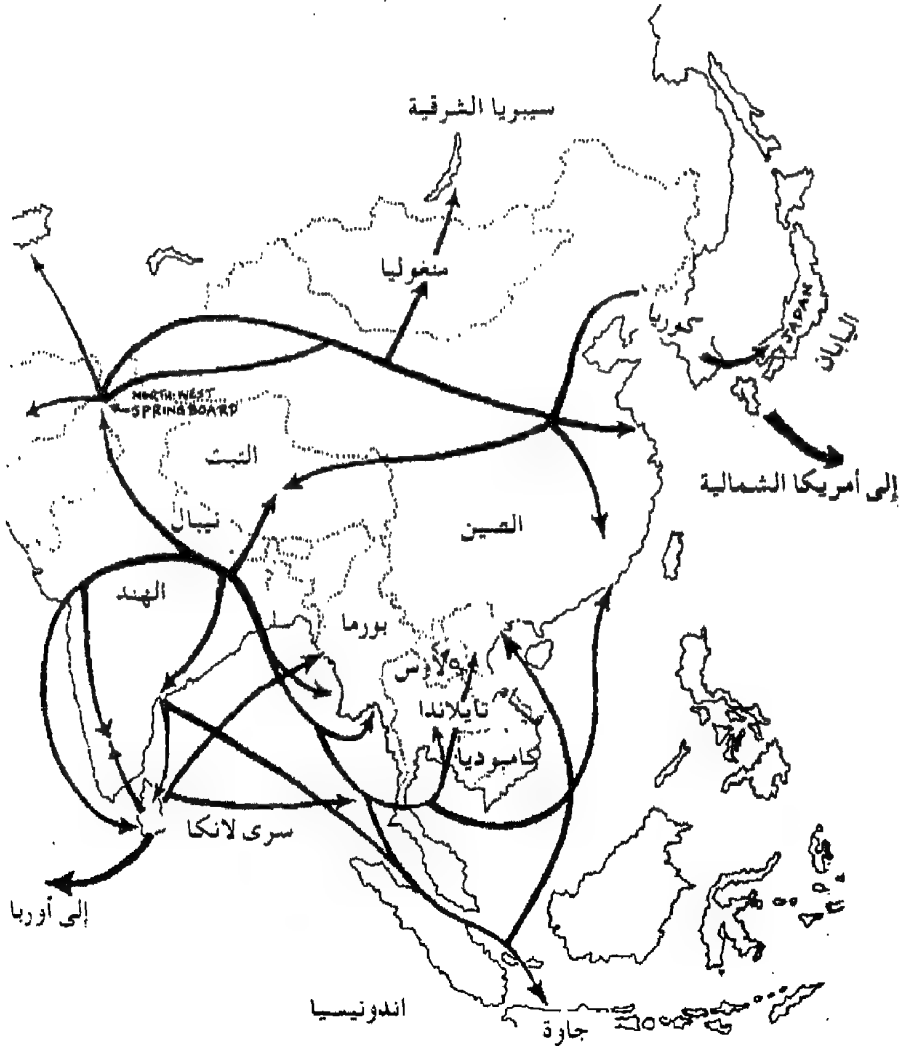 سيبريا الشرقية
منغوليا
كوريا
JAPAN
اليابان
NORTH-WEST
SPRINGBOARD
التبت
إلى أمريكا الشمالية
نيبال
الصين
الهند
بورما
لاوس
تايلاندا
كامبوديا
سرى لانكا
إلى أوربا
اندونيسيا
جاوة